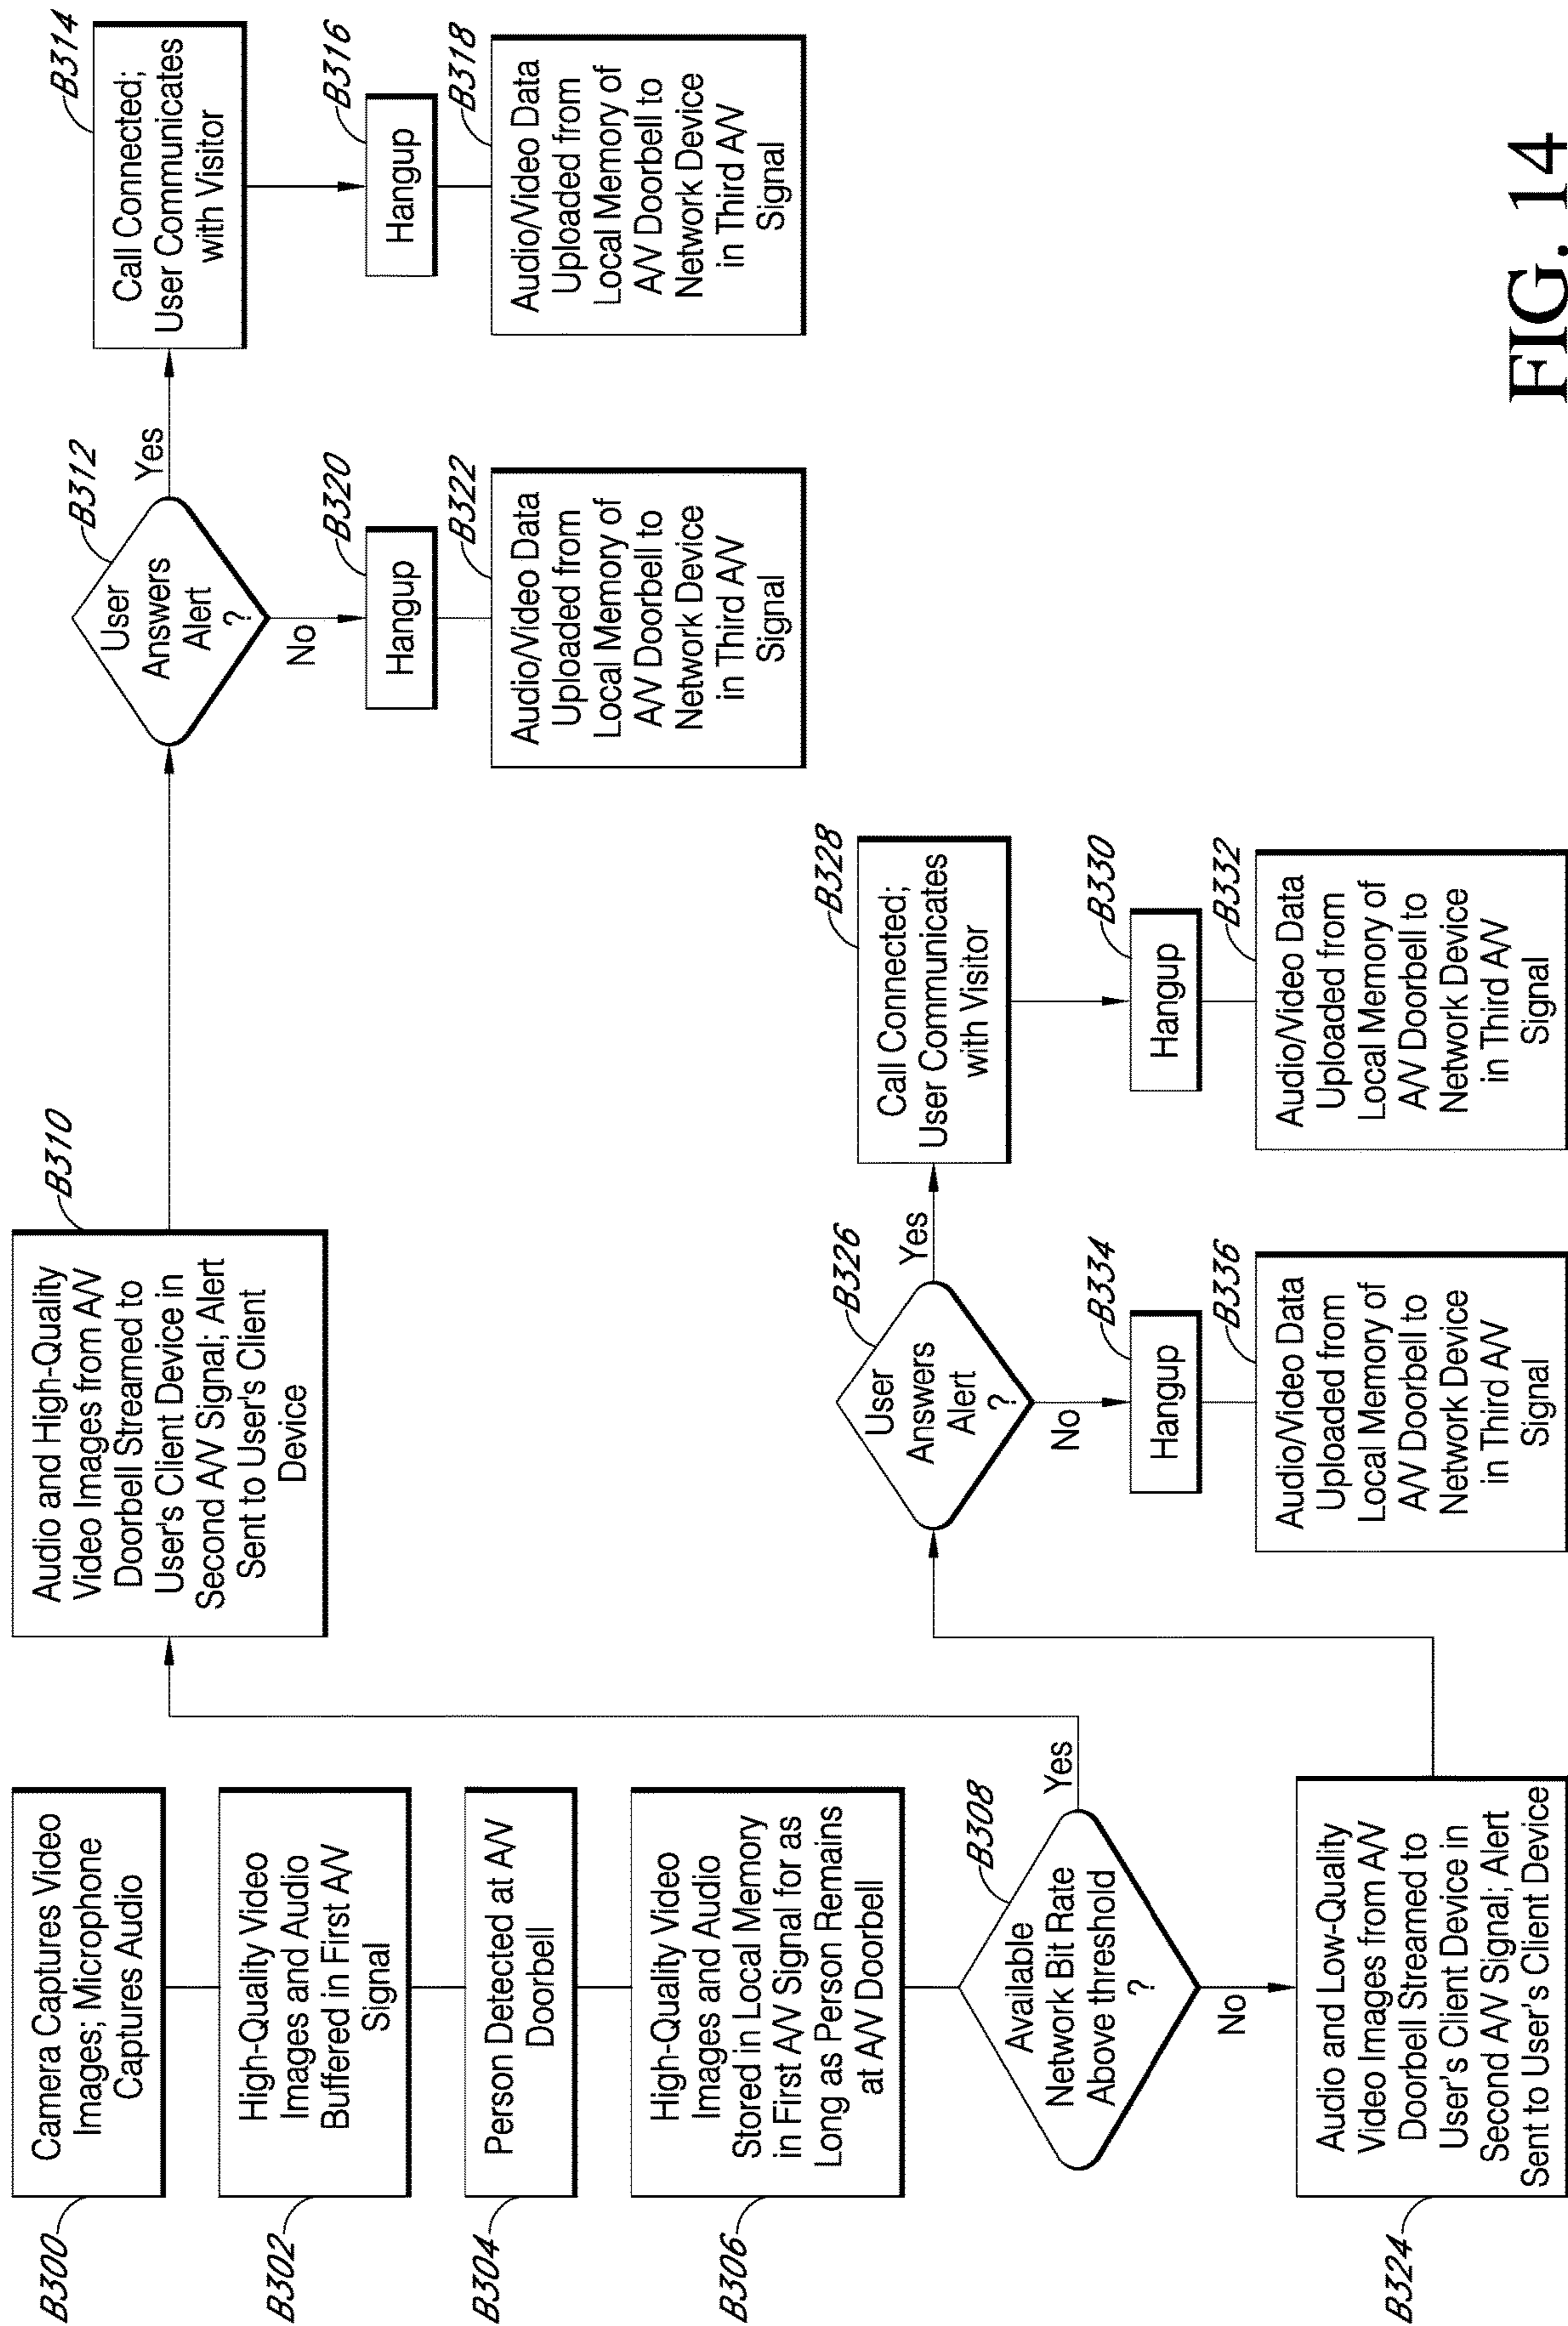 B300
Camera Captures Video
Images; Microphone
Captures Audio
B302
High-Quality Video
Images and Audio
Buffered in First A/V
Signal
B304
Person Detected at A/V
Doorbell
B306
High-Quality Video
Images and Audio
Stored in Local Memory
in First A/V Signal for as
Long as Person Remains
at A/V Doorbell
B308
Available
Network Bit Rate
Above threshold
?
Yes
No
B310
Audio and High-Quality
Video Images from A/V
Doorbell Streamed to
User's Client Device in
Second A/V Signal; Alert
Sent to User's Client
Device
B312
User
Answers
Alert
?
Yes
No
B314
Call Connected;
User Communicates
with Visitor
B316
Hangup
B318
Audio/Video Data
Uploaded from
Local Memory of
A/V Doorbell to
Network Device
in Third A/V
Signal
B320
Hangup
B322
Audio/Video Data
Uploaded from
Local Memory of
A/V Doorbell to
Network Device
in Third A/V
Signal
B324
Audio and Low-Quality
Video Images from A/V
Doorbell Streamed to
User's Client Device in
Second A/V Signal; Alert
Sent to User's Client Device
B326
User
Answers
Alert
?
Yes
No
B328
Call Connected;
User Communicates
with Visitor
B330
Hangup
B332
Audio/Video Data
Uploaded from
Local Memory of
A/V Doorbell to
Network Device
in Third A/V
Signal
B334
Hangup
B336
Audio/Video Data
Uploaded from
Local Memory of
A/V Doorbell to
Network Device
in Third A/V
Signal
FIG. 14